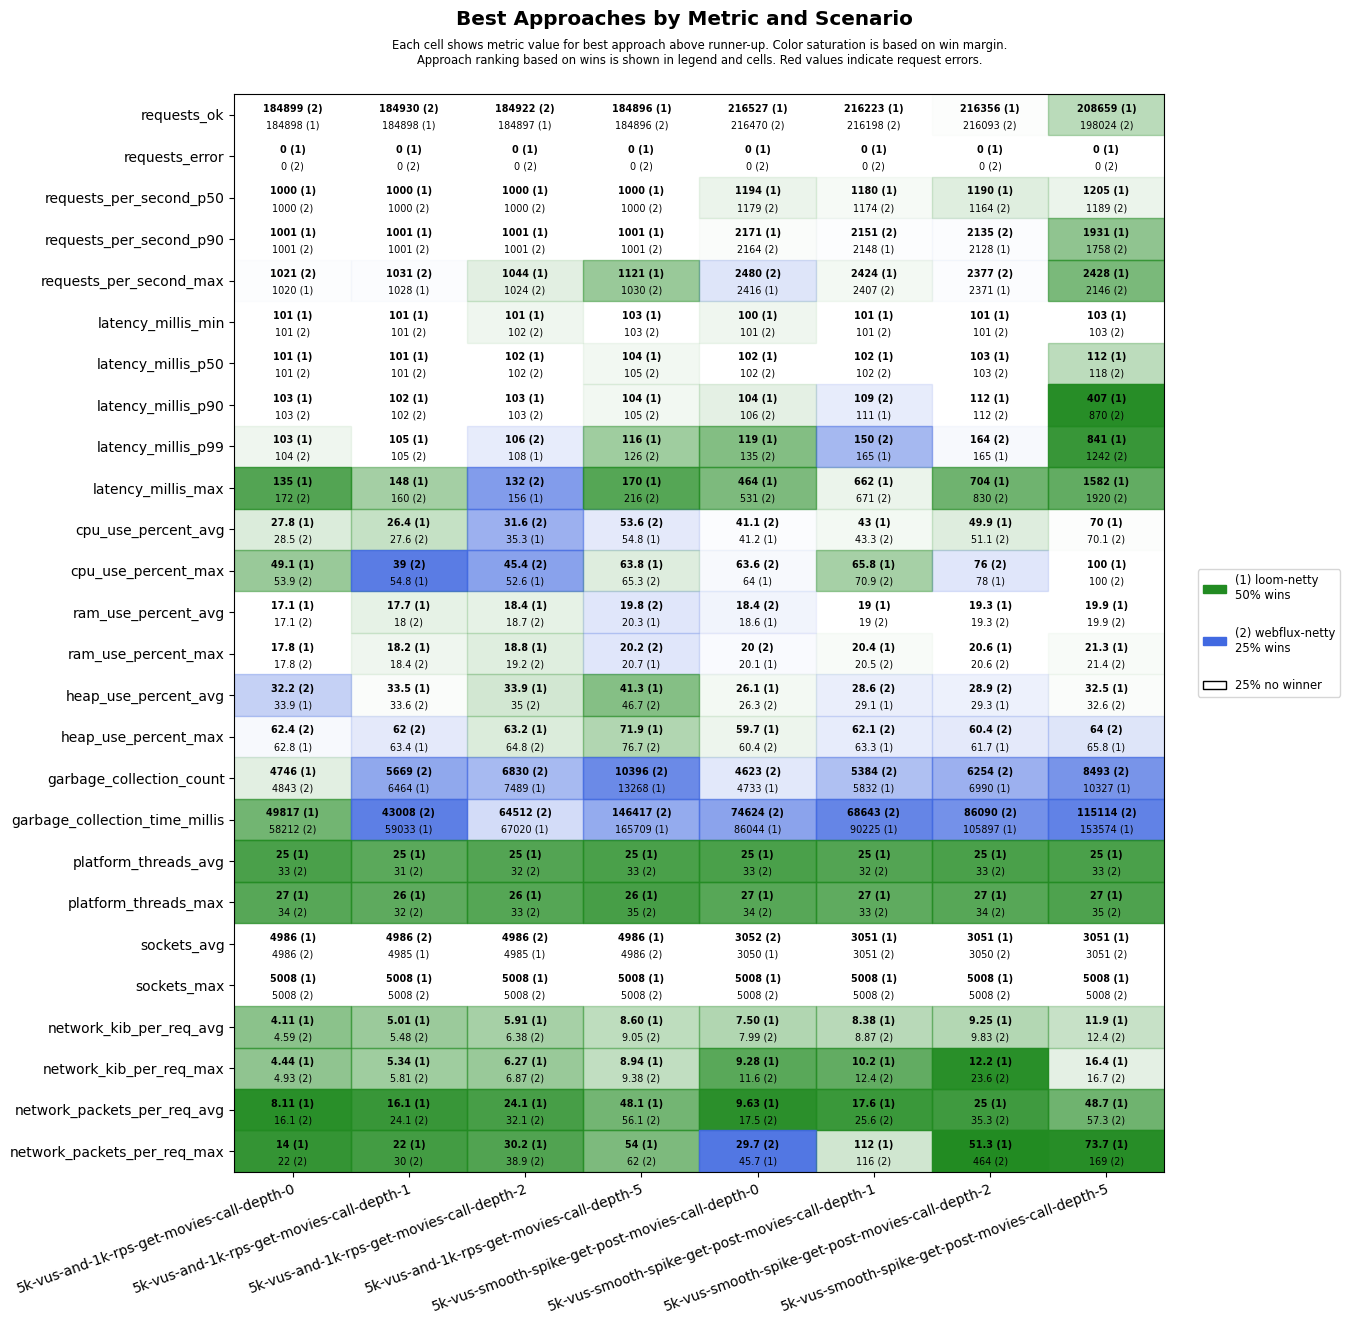 Best Approaches by Metric and Scenario
Each cell shows metric value for best approach above runner-up. Color saturation is based on win margin.
Approach ranking based on wins is shown in legend and cells. Red values indicate request errors.
requests_ok
184899 (2) 184930 (2) 184922 (2) 184896 (1) 216527 (1) 216223 (1) 216356 (1) 208659 (1)
184898 (1) 184898 (1) 184897 (1) 184896 (2) 216470 (2) 216198 (2) 216093 (2) 198024 (2)
requests_error
0 (1) 0 (1) 0 (1) 0 (1) 0 (1) 0 (1) 0 (1) 0 (1)
0 (2) 0 (2) 0 (2) 0 (2) 0 (2) 0 (2) 0 (2) 0 (2)
requests_per_second_p50
1000 (1) 1000 (1) 1000 (1) 1000 (1) 1194 (1) 1180 (1) 1190 (1) 1205 (1)
1000 (2) 1000 (2) 1000 (2) 1000 (2) 1179 (2) 1174 (2) 1164 (2) 1189 (2)
requests_per_second_p90
1001 (1) 1001 (1) 1001 (1) 1001 (1) 2171 (1) 2151 (2) 2135 (2) 1931 (1)
1001 (2) 1001 (2) 1001 (2) 1001 (2) 2164 (2) 2148 (1) 2128 (1) 1758 (2)
requests_per_second_max
1021 (2) 1031 (2) 1044 (1) 1121 (1) 2480 (2) 2424 (1) 2377 (2) 2428 (1)
1020 (1) 1028 (1) 1024 (2) 1030 (2) 2416 (1) 2407 (2) 2371 (1) 2146 (2)
latency_millis_min
101 (1) 101 (1) 101 (1) 103 (1) 100 (1) 101 (1) 101 (1) 103 (1)
101 (2) 101 (2) 102 (2) 103 (2) 101 (2) 101 (2) 101 (2) 103 (2)
latency_millis_p50
101 (1) 101 (1) 102 (1) 104 (1) 102 (1) 102 (1) 103 (1) 112 (1)
101 (2) 101 (2) 102 (2) 105 (2) 102 (2) 102 (2) 103 (2) 118 (2)
latency_millis_p90
103 (1) 102 (1) 103 (1) 104 (1) 104 (1) 109 (2) 112 (1) 407 (1)
103 (2) 102 (2) 103 (2) 105 (2) 106 (2) 111 (1) 112 (2) 870 (2)
latency_millis_p99
103 (1) 105 (1) 106 (2) 116 (1) 119 (1) 150 (2) 164 (2) 841 (1)
104 (2) 105 (2) 108 (1) 126 (2) 135 (2) 165 (1) 165 (1) 1242 (2)
latency_millis_max
135 (1) 148 (1) 132 (2) 170 (1) 464 (1) 662 (1) 704 (1) 1582 (1)
172 (2) 160 (2) 156 (1) 216 (2) 531 (2) 671 (2) 830 (2) 1920 (2)
cpu_use_percent_avg
27.8 (1) 26.4 (1) 31.6 (2) 53.6 (2) 41.1 (2) 43 (1) 49.9 (1) 70 (1)
28.5 (2) 27.6 (2) 35.3 (1) 54.8 (1) 41.2 (1) 43.3 (2) 51.1 (2) 70.1 (2)
cpu_use_percent_max
49.1 (1) 39 (2) 45.4 (2) 63.8 (1) 63.6 (2) 65.8 (1) 76 (2) 100 (1)
53.9 (2) 54.8 (1) 52.6 (1) 65.3 (2) 64 (1) 70.9 (2) 78 (1) 100 (2)
ram_use_percent_avg
17.1 (1) 17.7 (1) 18.4 (1) 19.8 (2) 18.4 (2) 19 (1) 19.3 (1) 19.9 (1)
17.1 (2) 18 (2) 18.7 (2) 20.3 (1) 18.6 (1) 19 (2) 19.3 (2) 19.9 (2)
ram_use_percent_max
17.8 (1) 18.2 (1) 18.8 (1) 20.2 (2) 20 (2) 20.4 (1) 20.6 (1) 21.3 (1)
17.8 (2) 18.4 (2) 19.2 (2) 20.7 (1) 20.1 (1) 20.5 (2) 20.6 (2) 21.4 (2)
heap_use_percent_avg
32.2 (2) 33.5 (1) 33.9 (1) 41.3 (1) 26.1 (1) 28.6 (2) 28.9 (2) 32.5 (1)
33.9 (1) 33.6 (2) 35 (2) 46.7 (2) 26.3 (2) 29.1 (1) 29.3 (1) 32.6 (2)
heap_use_percent_max
62.4 (2) 62 (2) 63.2 (1) 71.9 (1) 59.7 (1) 62.1 (2) 60.4 (2) 64 (2)
62.8 (1) 63.4 (1) 64.8 (2) 76.7 (2) 60.4 (2) 63.3 (1) 61.7 (1) 65.8 (1)
garbage_collection_count
4746 (1) 5669 (2) 6830 (2) 10396 (2) 4623 (2) 5384 (2) 6254 (2) 8493 (2)
4843 (2) 6464 (1) 7489 (1) 13268 (1) 4733 (1) 5832 (1) 6990 (1) 10327 (1)
garbage_collection_time_millis
49817 (1) 43008 (2) 64512 (2) 146417 (2) 74624 (2) 68643 (2) 86090 (2) 115114 (2)
58212 (2) 59033 (1) 67020 (1) 165709 (1) 86044 (1) 90225 (1) 105897 (1) 153574 (1)
platform_threads_avg
25 (1) 25 (1) 25 (1) 25 (1) 25 (1) 25 (1) 25 (1) 25 (1)
33 (2) 31 (2) 32 (2) 33 (2) 33 (2) 32 (2) 33 (2) 33 (2)
platform_threads_max
27 (1) 26 (1) 26 (1) 26 (1) 27 (1) 27 (1) 27 (1) 27 (1)
34 (2) 32 (2) 33 (2) 35 (2) 34 (2) 33 (2) 34 (2) 35 (2)
sockets_avg
4986 (1) 4986 (2) 4986 (2) 4986 (1) 3052 (2) 3051 (1) 3051 (1) 3051 (1)
4986 (2) 4985 (1) 4985 (1) 4986 (2) 3050 (1) 3051 (2) 3050 (2) 3051 (2)
sockets_max
5008 (1) 5008 (1) 5008 (1) 5008 (1) 5008 (1) 5008 (1) 5008 (1) 5008 (1)
5008 (2) 5008 (2) 5008 (2) 5008 (2) 5008 (2) 5008 (2) 5008 (2) 5008 (2)
network_kib_per_req_avg
4.11 (1) 5.01 (1) 5.91 (1) 8.60 (1) 7.50 (1) 8.38 (1) 9.25 (1) 11.9 (1)
4.59 (2) 5.48 (2) 6.38 (2) 9.05 (2) 7.99 (2) 8.87 (2) 9.83 (2) 12.4 (2)
network_kib_per_req_max
4.44 (1) 5.34 (1) 6.27 (1) 8.94 (1) 9.28 (1) 10.2 (1) 12.2 (1) 16.4 (1)
4.93 (2) 5.81 (2) 6.87 (2) 9.38 (2) 11.6 (2) 12.4 (2) 23.6 (2) 16.7 (2)
network_packets_per_req_avg
8.11 (1) 16.1 (1) 24.1 (1) 48.1 (1) 9.63 (1) 17.6 (1) 25 (1) 48.7 (1)
16.1 (2) 24.1 (2) 32.1 (2) 56.1 (2) 17.5 (2) 25.6 (2) 35.3 (2) 57.3 (2)
network_packets_per_req_max
14 (1) 22 (1) 30.2 (1) 54 (1) 29.7 (2) 112 (1) 51.3 (1) 73.7 (1)
22 (2) 30 (2) 38.9 (2) 62 (2) 45.7 (1) 116 (2) 464 (2) 169 (2)
5k-vus-and-1k-rps-get-movies-call-depth-0
5k-vus-and-1k-rps-get-movies-call-depth-1
5k-vus-and-1k-rps-get-movies-call-depth-2
5k-vus-and-1k-rps-get-movies-call-depth-5
5k-vus-smooth-spike-get-post-movies-call-depth-0
5k-vus-smooth-spike-get-post-movies-call-depth-1
5k-vus-smooth-spike-get-post-movies-call-depth-2
5k-vus-smooth-spike-get-post-movies-call-depth-5
(1) loom-netty
50% wins
(2) webflux-netty
25% wins
25% no winner